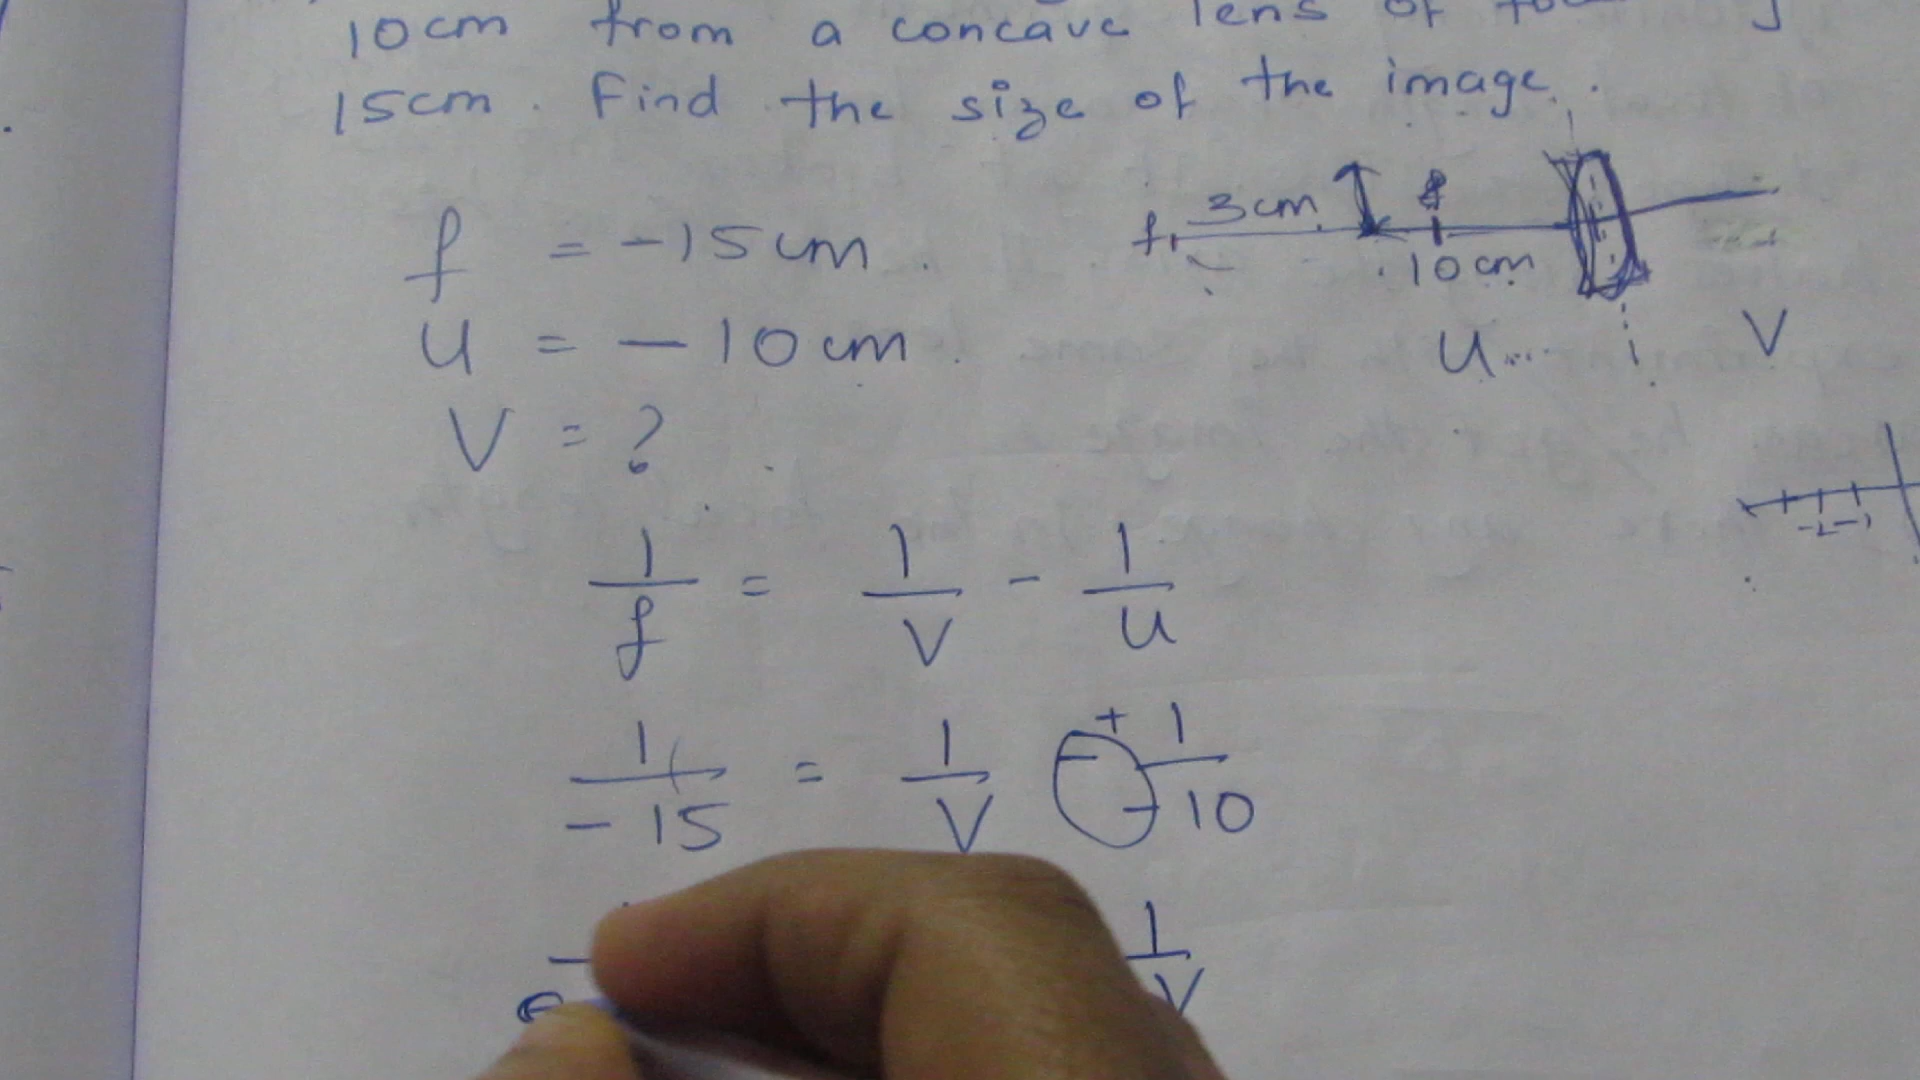 10cm from a concave lens of
15cm. Find the size of the image.
f = -15cm.
3cm
f
10cm
u
V
u = -10cm.
V = ?
1/f = 1/V - 1/u
1/-15 = 1/V - + 1/-10
1/V